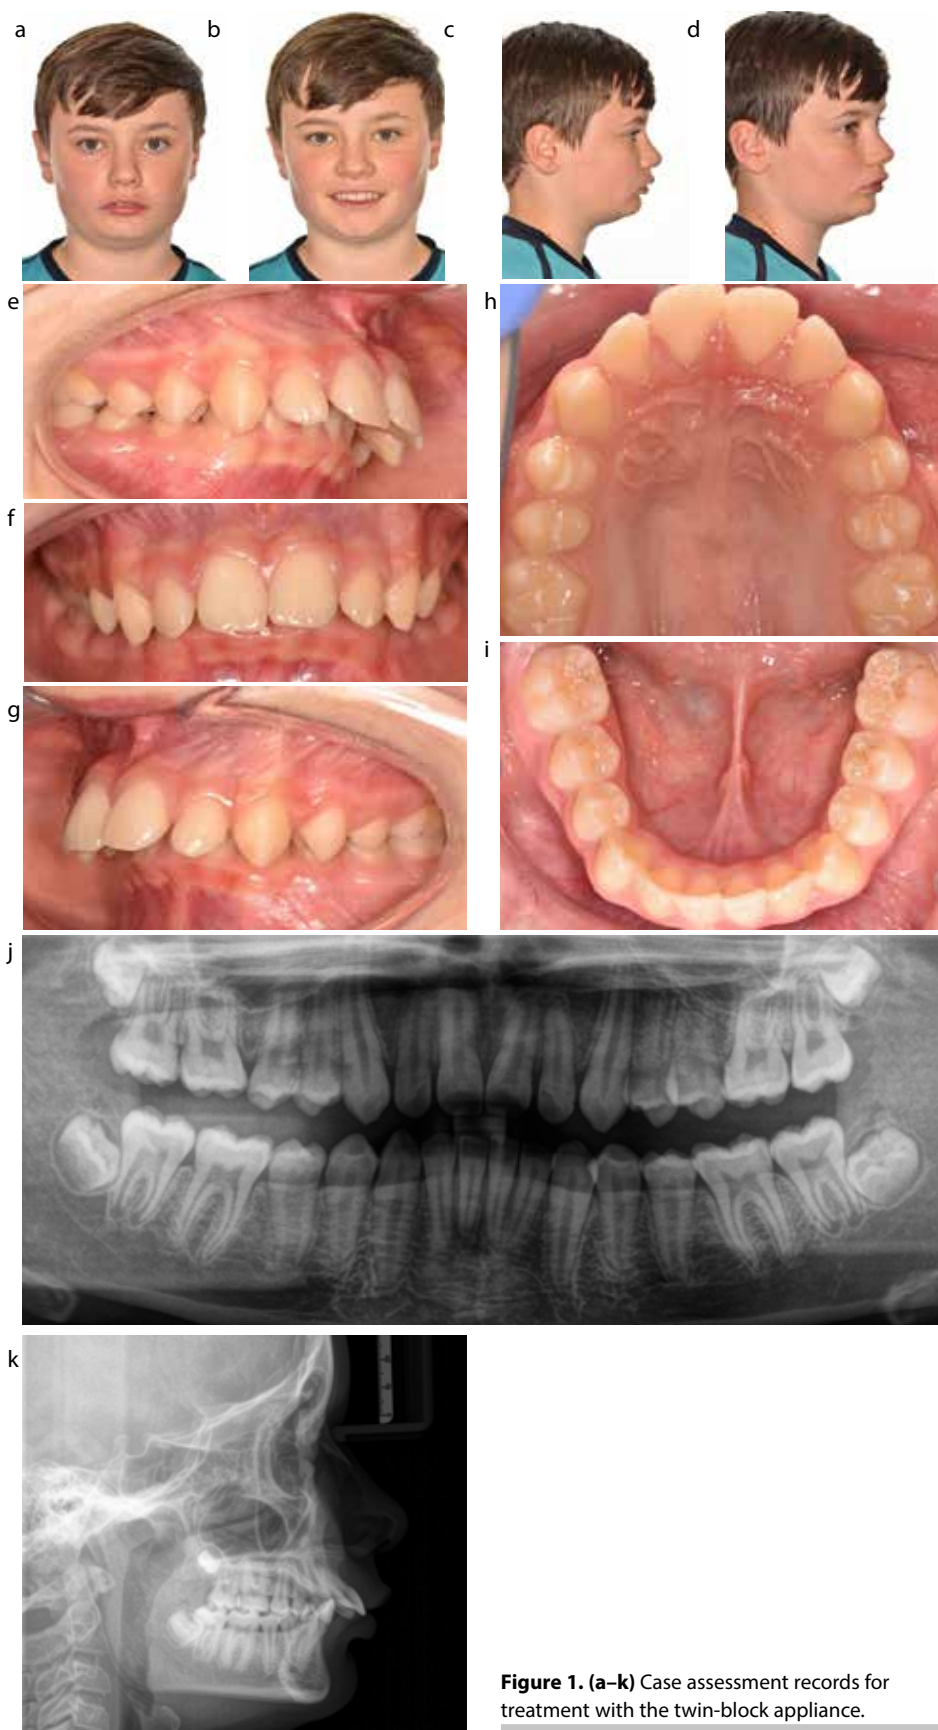 a
b
c
d
e
h
f
i
g
j
k
Figure 1. (a–k) Case assessment records for
treatment with the twin-block appliance.